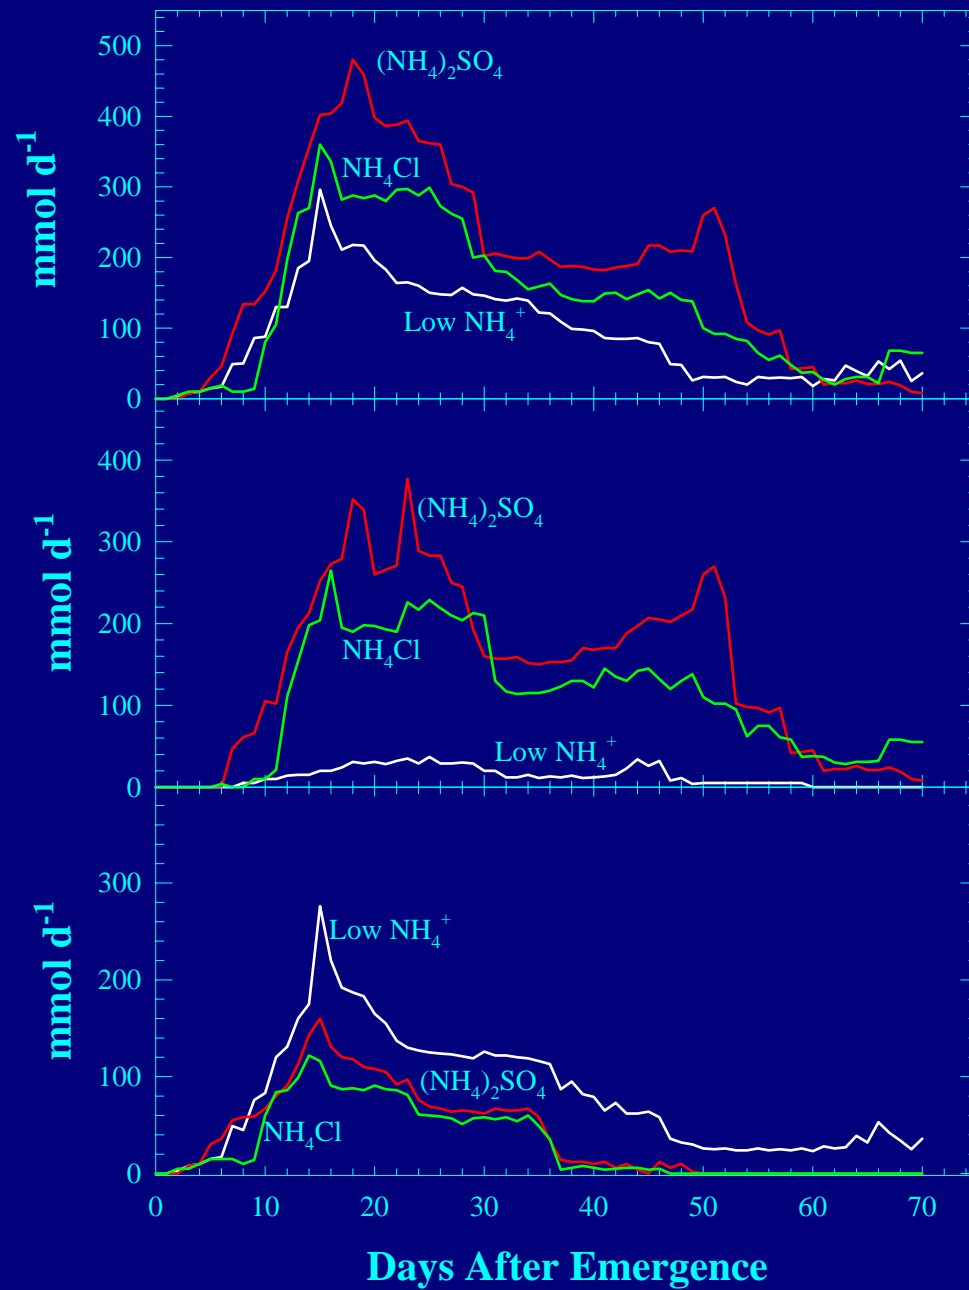 500
(NH₄)₂SO₄
400
NH₄Cl
300
mmol d⁻¹
200
Low NH₄⁺
100
0
400
(NH₄)₂SO₄
300
mmol d⁻¹
200
NH₄Cl
100
Low NH₄⁺
0
300
Low NH₄⁺
200
mmol d⁻¹
100
(NH₄)₂SO₄
NH₄Cl
0
0 10 20 30 40 50 60 70
Days After Emergence